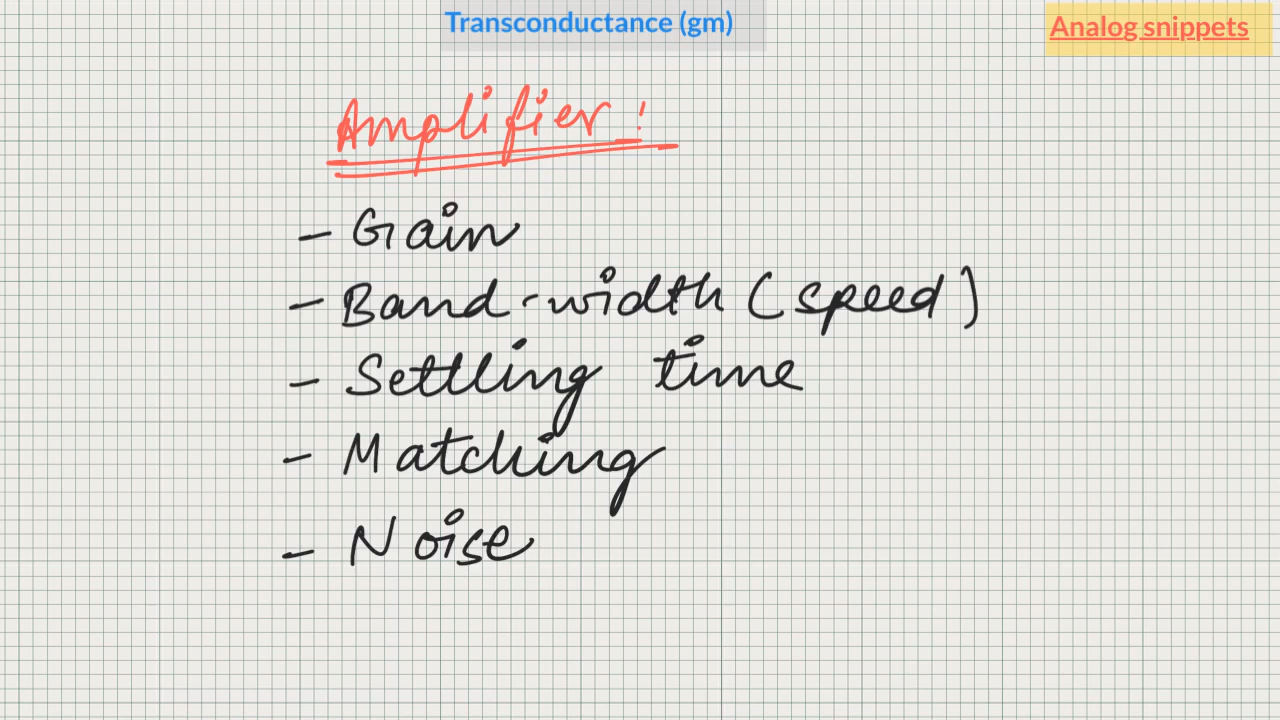 Transconductance (gm)
Analog snippets
Amplifier:
- Gain
- Band-width (speed)
- Settling time
- Matching
- Noise